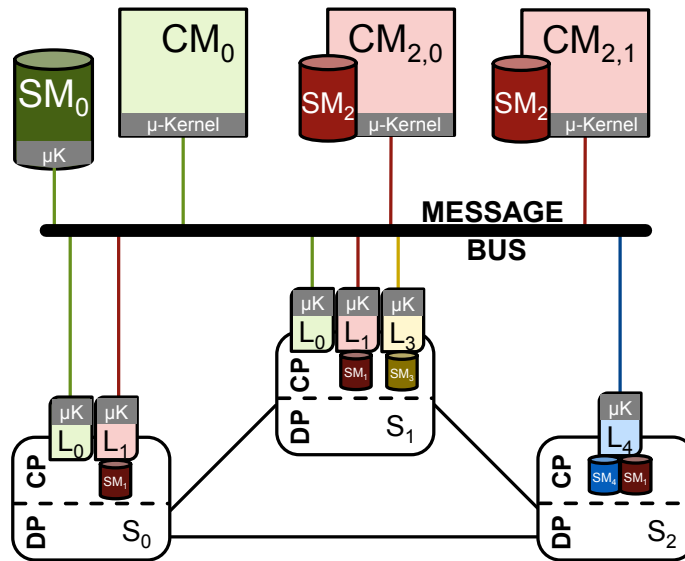 SM₀
µK
CM₀
µ-Kernel
CM₂,₀
SM₂
µ-Kernel
CM₂,₁
SM₂
µ-Kernel
MESSAGE
BUS
µK
L₀
µK
L₁
SM₁
µK
L₃
SM₃
CP
DP
S₁
µK
L₀
µK
L₁
SM₁
CP
DP
S₀
µK
L₄
SM₄
SM₁
CP
DP
S₂